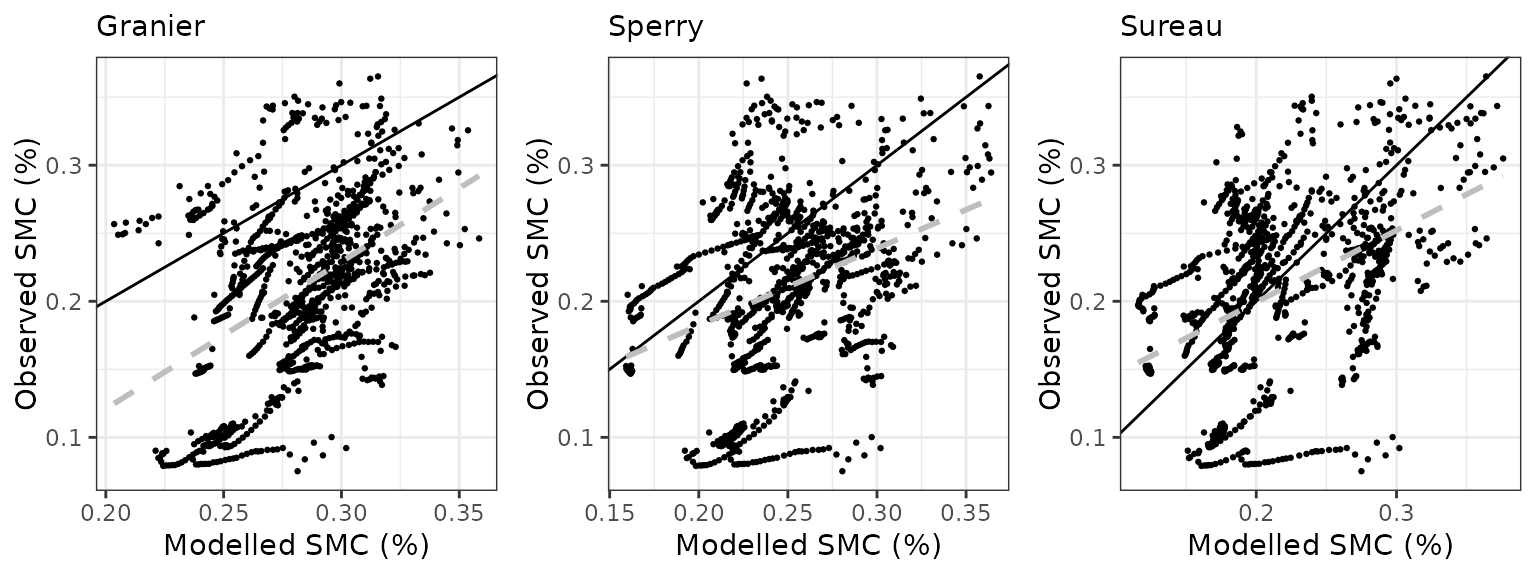 Granier
Sperry
Sureau
Observed SMC (%)
0.3
0.2
0.1
0.20
0.25
0.30
0.35
Modelled SMC (%)
Observed SMC (%)
0.3
0.2
0.1
0.15
0.20
0.25
0.30
0.35
Modelled SMC (%)
Observed SMC (%)
0.3
0.2
0.1
0.2
0.3
Modelled SMC (%)